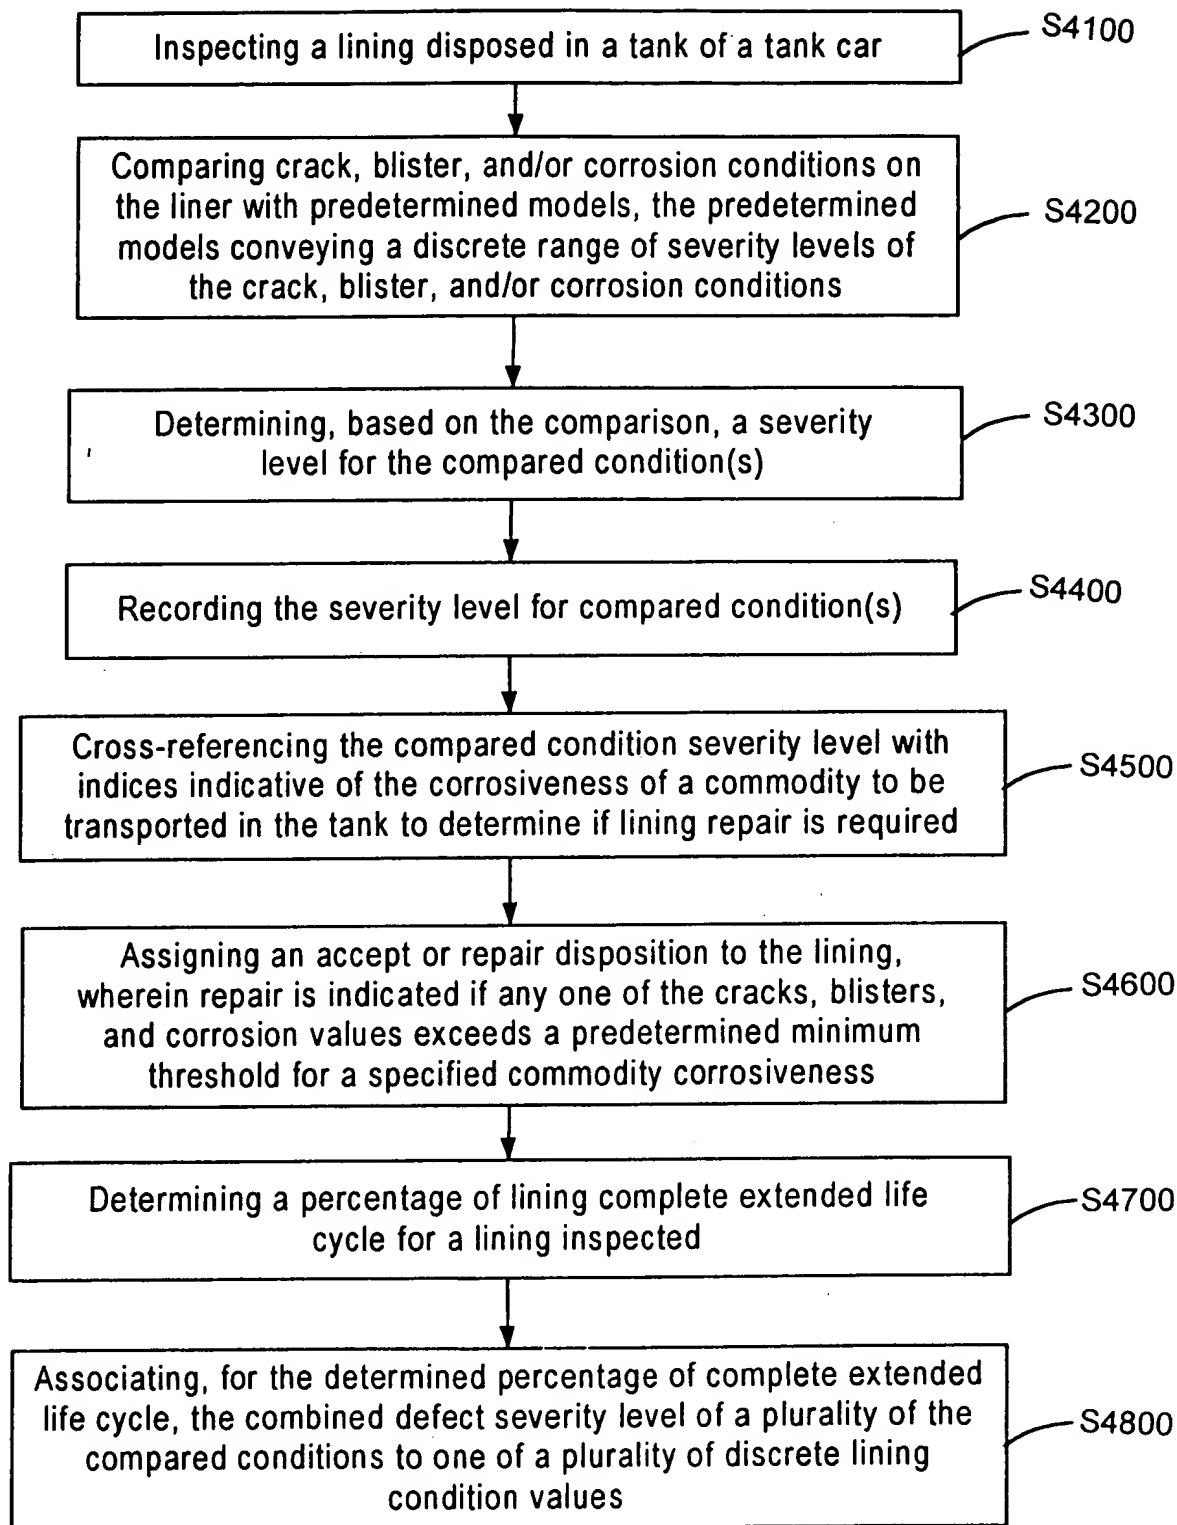 Inspecting a lining disposed in a tank of a tank car
S4100
Comparing crack, blister, and/or corrosion conditions on
the liner with predetermined models, the predetermined
models conveying a discrete range of severity levels of
the crack, blister, and/or corrosion conditions
S4200
Determining, based on the comparison, a severity
level for the compared condition(s)
S4300
Recording the severity level for compared condition(s)
S4400
Cross-referencing the compared condition severity level with
indices indicative of the corrosiveness of a commodity to be
transported in the tank to determine if lining repair is required
S4500
Assigning an accept or repair disposition to the lining,
wherein repair is indicated if any one of the cracks, blisters,
and corrosion values exceeds a predetermined minimum
threshold for a specified commodity corrosiveness
S4600
Determining a percentage of lining complete extended life
cycle for a lining inspected
S4700
Associating, for the determined percentage of complete extended
life cycle, the combined defect severity level of a plurality of the
compared conditions to one of a plurality of discrete lining
condition values
S4800